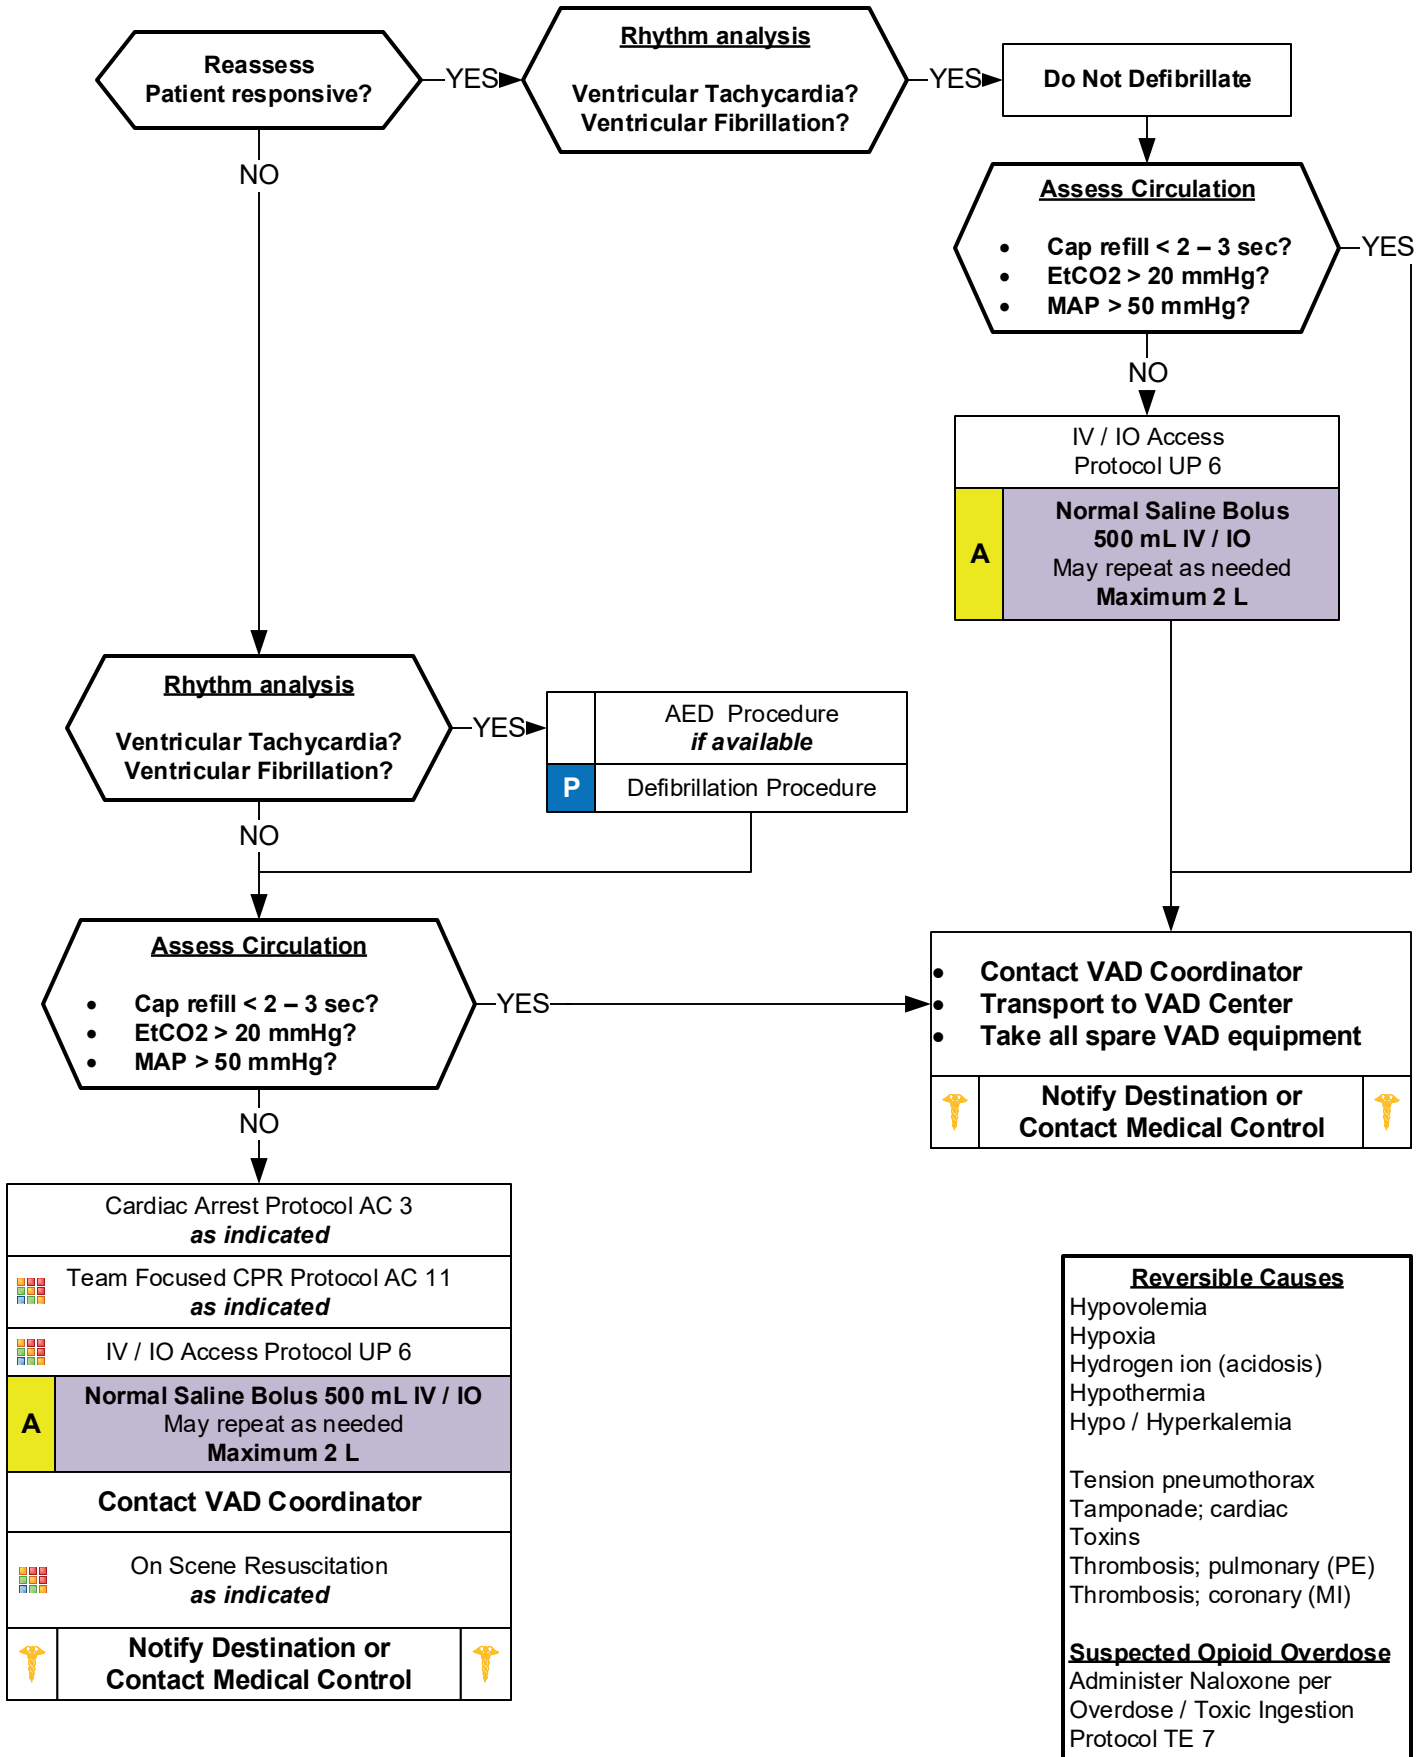 Reassess
Patient responsive?
YES
Rhythm analysis
Ventricular Tachycardia?
Ventricular Fibrillation?
YES
Do Not Defibrillate
NO
Assess Circulation
• Cap refill < 2 – 3 sec?
• EtCO2 > 20 mmHg?
• MAP > 50 mmHg?
YES
NO
IV / IO Access
Protocol UP 6
A
Normal Saline Bolus
500 mL IV / IO
May repeat as needed
Maximum 2 L
Rhythm analysis
Ventricular Tachycardia?
Ventricular Fibrillation?
YES
AED Procedure
if available
P
Defibrillation Procedure
NO
Assess Circulation
• Cap refill < 2 – 3 sec?
• EtCO2 > 20 mmHg?
• MAP > 50 mmHg?
YES
• Contact VAD Coordinator
• Transport to VAD Center
• Take all spare VAD equipment
Notify Destination or
Contact Medical Control
NO
Cardiac Arrest Protocol AC 3
as indicated
Team Focused CPR Protocol AC 11
as indicated
IV / IO Access Protocol UP 6
A
Normal Saline Bolus 500 mL IV / IO
May repeat as needed
Maximum 2 L
Contact VAD Coordinator
On Scene Resuscitation
as indicated
Notify Destination or
Contact Medical Control
Reversible Causes
Hypovolemia
Hypoxia
Hydrogen ion (acidosis)
Hypothermia
Hypo / Hyperkalemia
Tension pneumothorax
Tamponade; cardiac
Toxins
Thrombosis; pulmonary (PE)
Thrombosis; coronary (MI)
Suspected Opioid Overdose
Administer Naloxone per
Overdose / Toxic Ingestion
Protocol TE 7